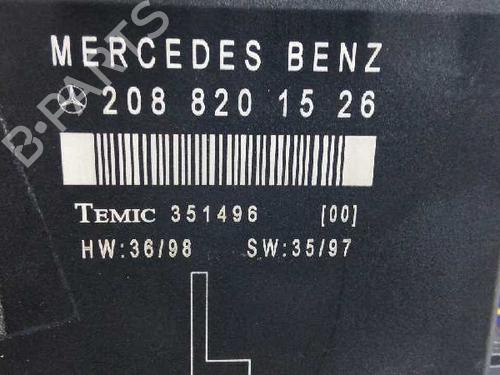 MERCEDES BENZ
208 820 15 26
TEMIC 351496 [00]
HW:36/98 SW:35/97
L
B-PARTS